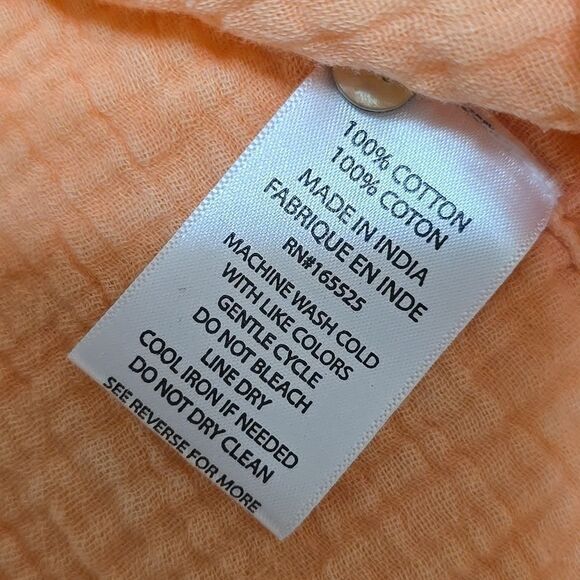 100% COTTON
100% COTON
MADE IN INDIA
FABRIQUE EN INDE
RN#165525
MACHINE WASH COLD
WITH LIKE COLORS
GENTLE CYCLE
DO NOT BLEACH
LINE DRY
COOL IRON IF NEEDED
DO NOT DRY CLEAN
SEE REVERSE FOR MORE